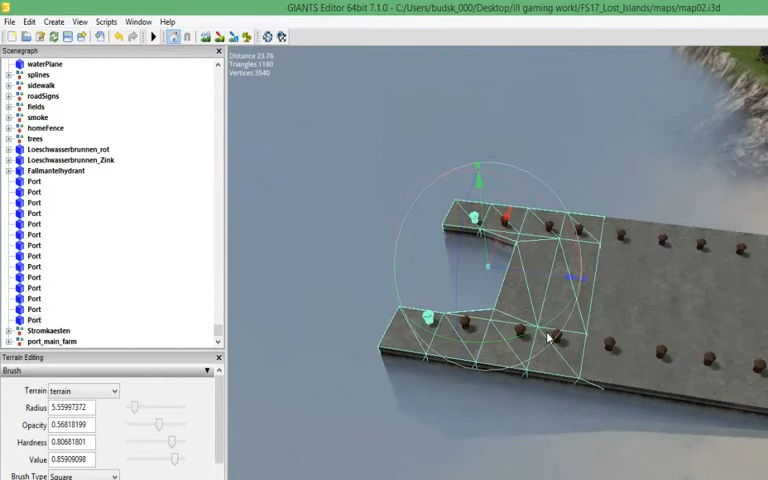 GIANTS Editor 64bit 7.1.0 - C:/Users/budsk_000/Desktop/ill gaming workl/FS17_Lost_Islands/maps/map02.i3d
File Edit Create View Scripts Window Help
Scenegraph
Distance 23.76
Triangles 1180
Vertices 3540
waterPlane
splines
sidewalk
roadSigns
fields
smoke
homeFence
trees
Loeschwasserbrunnen_rot
Loeschwasserbrunnen_Zink
Fallmantelhydrant
Port
Port
Port
Port
Port
Port
Port
Port
Port
Port
Port
Port
Port
Port
Stromkaesten
port_main_farm
Terrain Editing
Brush
Terrain terrain
Radius 5.55997372
Opacity 0.56818199
Hardness 0.80681801
Value 0.85909098
Brush Type Square